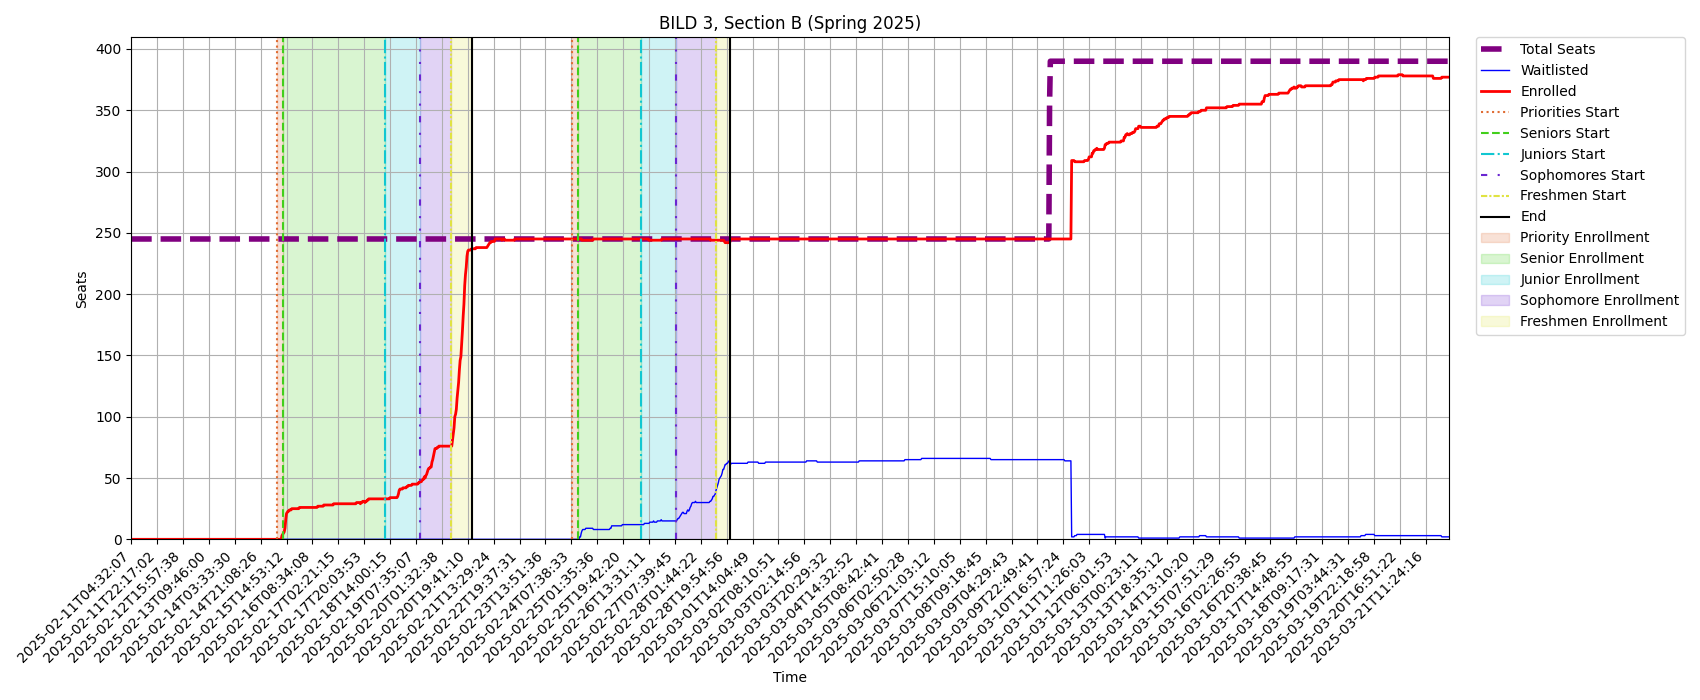 BILD 3, Section B (Spring 2025)
Seats
400
350
300
250
200
150
100
50
0
2025-02-11T04:32:07
2025-02-11T22:17:02
2025-02-12T15:57:38
2025-02-13T09:46:00
2025-02-14T03:33:30
2025-02-14T21:08:26
2025-02-15T14:53:12
2025-02-16T08:34:08
2025-02-17T02:21:15
2025-02-17T20:03:53
2025-02-18T14:00:15
2025-02-19T07:35:07
2025-02-20T01:32:38
2025-02-20T19:41:10
2025-02-21T13:29:24
2025-02-22T19:37:31
2025-02-23T13:51:36
2025-02-24T07:38:33
2025-02-25T01:35:36
2025-02-25T19:42:20
2025-02-26T13:31:11
2025-02-27T07:39:45
2025-02-28T01:44:22
2025-02-28T19:54:56
2025-03-01T14:04:49
2025-03-02T08:10:51
2025-03-03T02:14:56
2025-03-03T20:29:32
2025-03-04T14:32:52
2025-03-05T08:42:41
2025-03-06T02:50:28
2025-03-06T21:03:12
2025-03-07T15:10:05
2025-03-08T09:18:45
2025-03-09T04:29:43
2025-03-09T22:49:41
2025-03-10T16:57:24
2025-03-11T11:26:03
2025-03-12T06:01:53
2025-03-13T00:23:11
2025-03-13T18:35:12
2025-03-14T13:10:20
2025-03-15T07:51:29
2025-03-16T02:26:55
2025-03-16T20:38:45
2025-03-17T14:48:55
2025-03-18T09:17:31
2025-03-19T03:44:31
2025-03-19T22:18:58
2025-03-20T16:51:22
2025-03-21T11:24:16
Time
Total Seats
Waitlisted
Enrolled
Priorities Start
Seniors Start
Juniors Start
Sophomores Start
Freshmen Start
End
Priority Enrollment
Senior Enrollment
Junior Enrollment
Sophomore Enrollment
Freshmen Enrollment